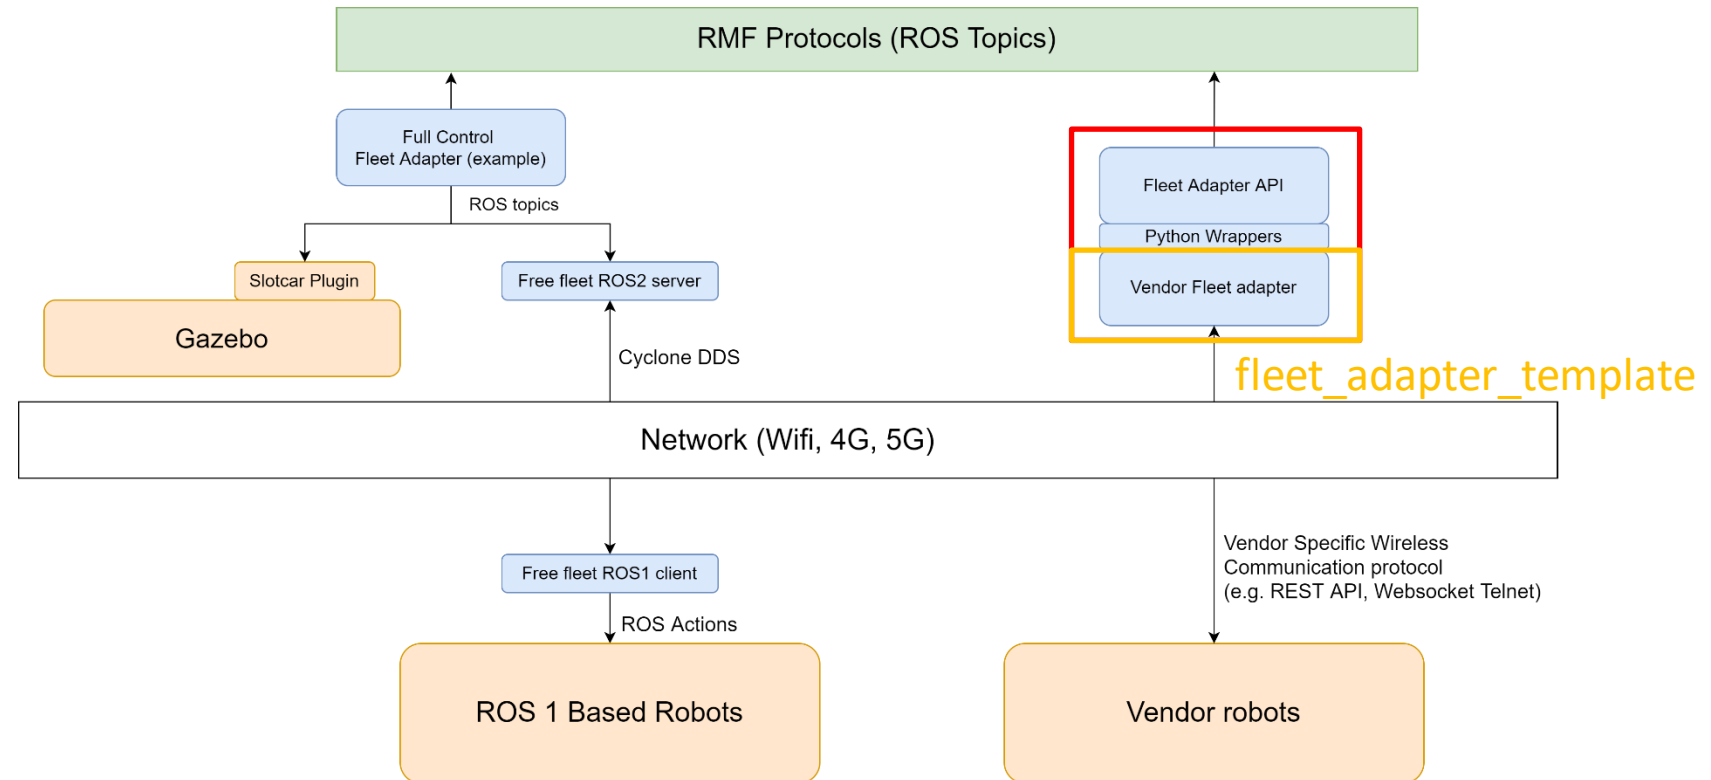 RMF Protocols (ROS Topics)
Full Control
Fleet Adapter (example)
ROS topics
Slotcar Plugin
Gazebo
Free fleet ROS2 server
Cyclone DDS
Fleet Adapter API
Python Wrappers
Vendor Fleet adapter
fleet_adapter_template
Network (Wifi, 4G, 5G)
Free fleet ROS1 client
ROS Actions
ROS 1 Based Robots
Vendor Specific Wireless
Communication protocol
(e.g. REST API, Websocket Telnet)
Vendor robots